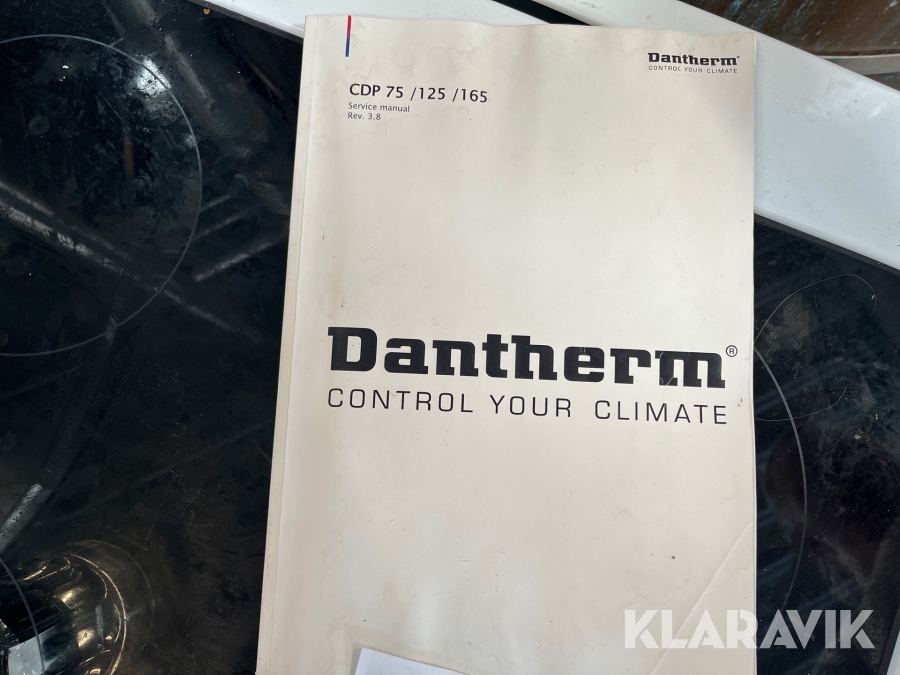 Dantherm®
CONTROL YOUR CLIMATE
CDP 75 /125 /165
Service manual
Rev. 3.8
Dantherm®
CONTROL YOUR CLIMATE
KLARAVIK